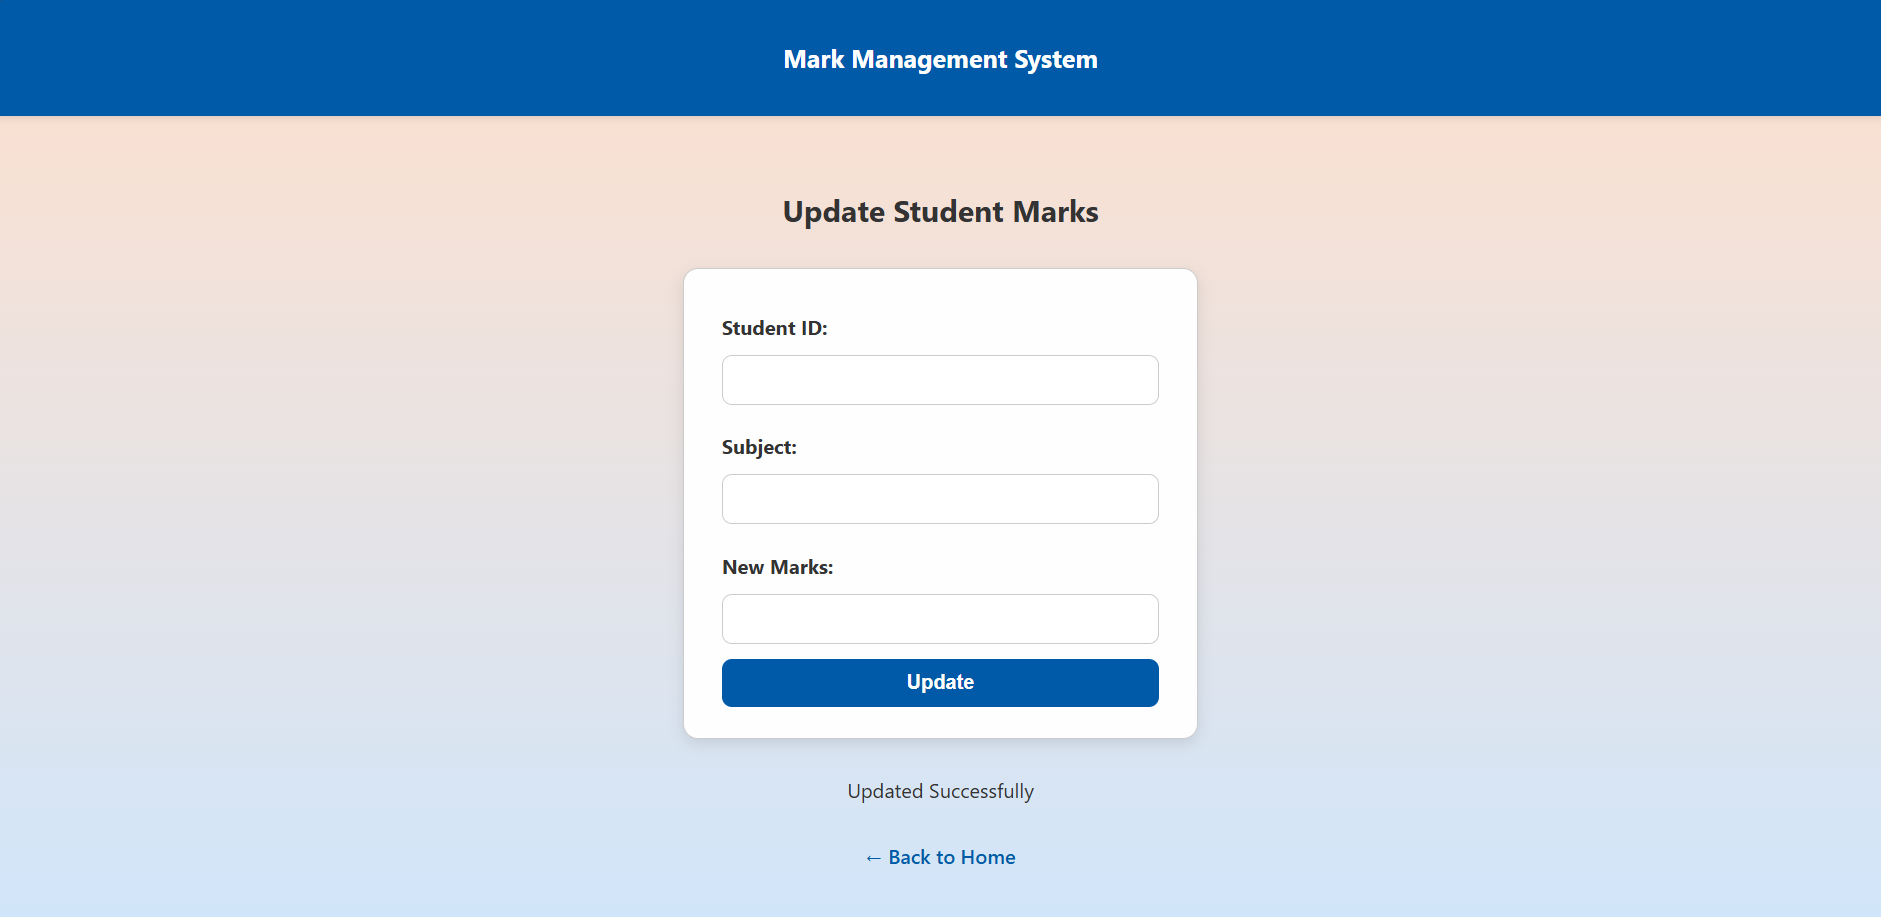 Mark Management System
Update Student Marks
Student ID:
Subject:
New Marks:
Update
Updated Successfully
← Back to Home